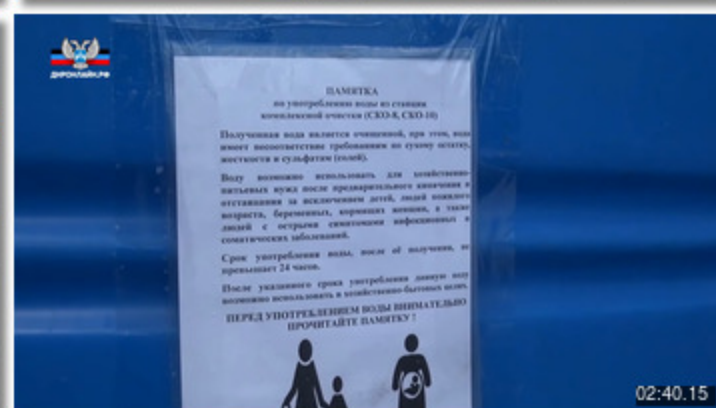 ДНРОНЛАЙН.РФ
ПАМЯТКА
по употреблению воды из станции
комплексной очистки (СКО-8, СКО-10)
Полученная вода является очищенной, при этом, вода
имеет несоответствие требованиям по сухому остатку,
жесткости и сульфатам (солей).
Воду возможно использовать для хозяйственно-
питьевых нужд после предварительного кипячения и
отстаивания за исключением детей, людей пожилого
возраста, беременных, кормящих женщин, а также
людей с острыми симптомами инфекционных и
соматических заболеваний.
Срок употребления воды, после её получения, не
превышает 24 часов.
После указанного срока употребления данную воду
возможно использовать в хозяйственно-бытовых целях.
ПЕРЕД УПОТРЕБЛЕНИЕМ ВОДЫ ВНИМАТЕЛЬНО
ПРОЧИТАЙТЕ ПАМЯТКУ !
02:40.15